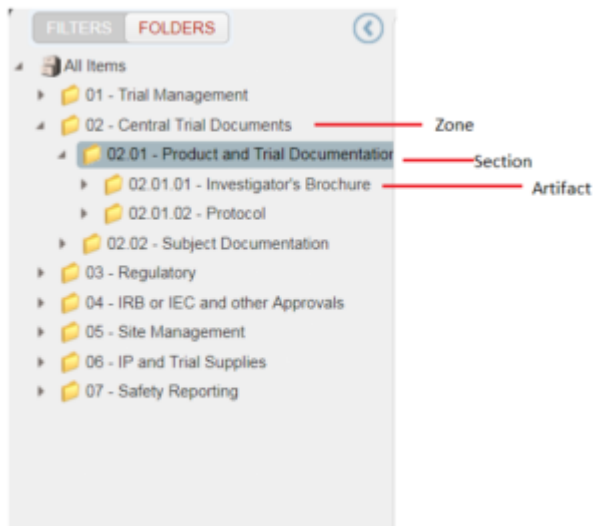 FILTERS FOLDERS
All Items
01 - Trial Management
02 - Central Trial Documents Zone
02.01 - Product and Trial Documentation Section
02.01.01 - Investigator's Brochure Artifact
02.01.02 - Protocol
02.02 - Subject Documentation
03 - Regulatory
04 - IRB or IEC and other Approvals
05 - Site Management
06 - IP and Trial Supplies
07 - Safety Reporting